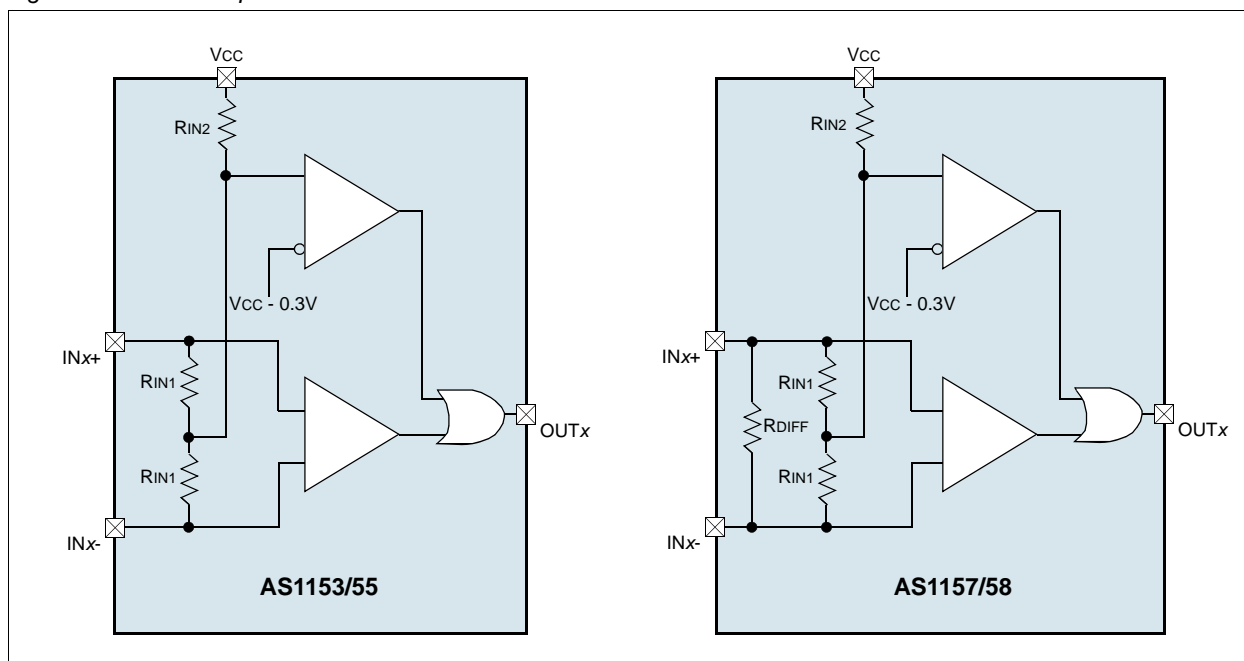 VCC
RIN2
VCC - 0.3V
INx+
RIN1
RIN1
INx-
OUTx
AS1153/55
VCC
RIN2
VCC - 0.3V
INx+
RIN1
RDIFF
RIN1
INx-
OUTx
AS1157/58